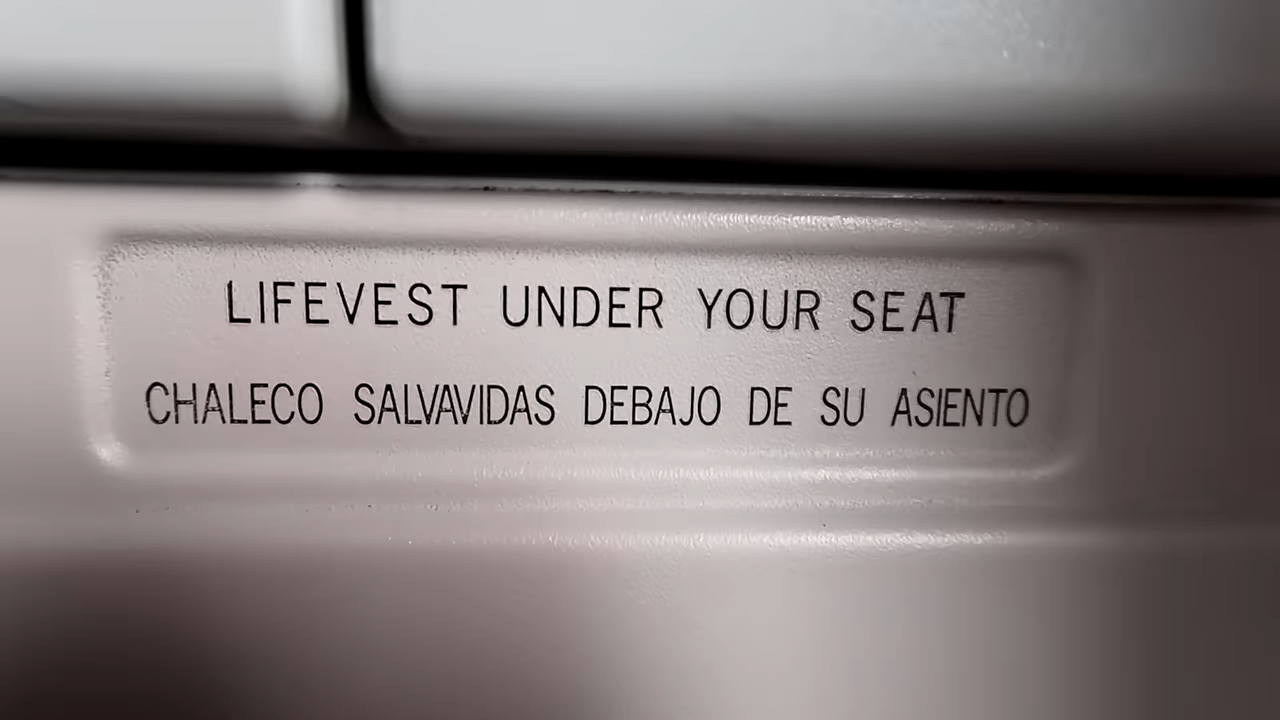 LIFEVEST UNDER YOUR SEAT
CHALECO SALVAVIDAS DEBAJO DE SU ASIENTO